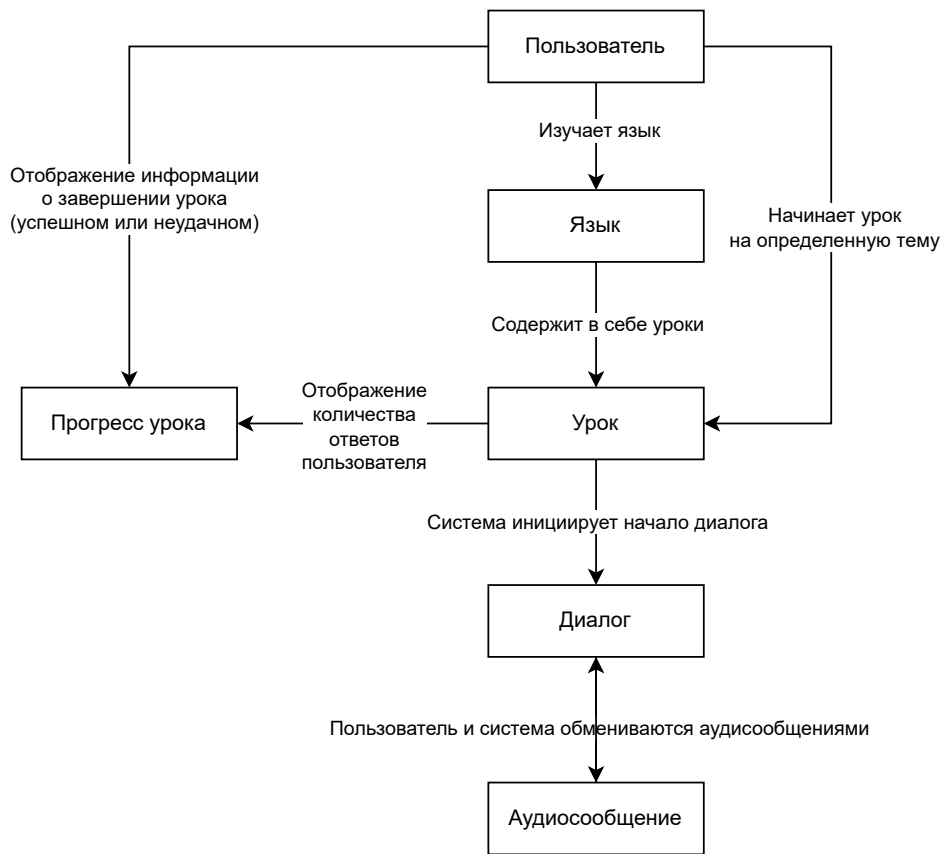 Пользователь
Изучает язык
Отображение информации
о завершении урока
(успешном или неудачном)
Язык
Начинает урок
на определенную тему
Содержит в себе уроки
Прогресс урока
Отображение
количества
ответов
пользователя
Урок
Система инициирует начало диалога
Диалог
Пользователь и система обмениваются аудисообщениями
Аудиосообщение